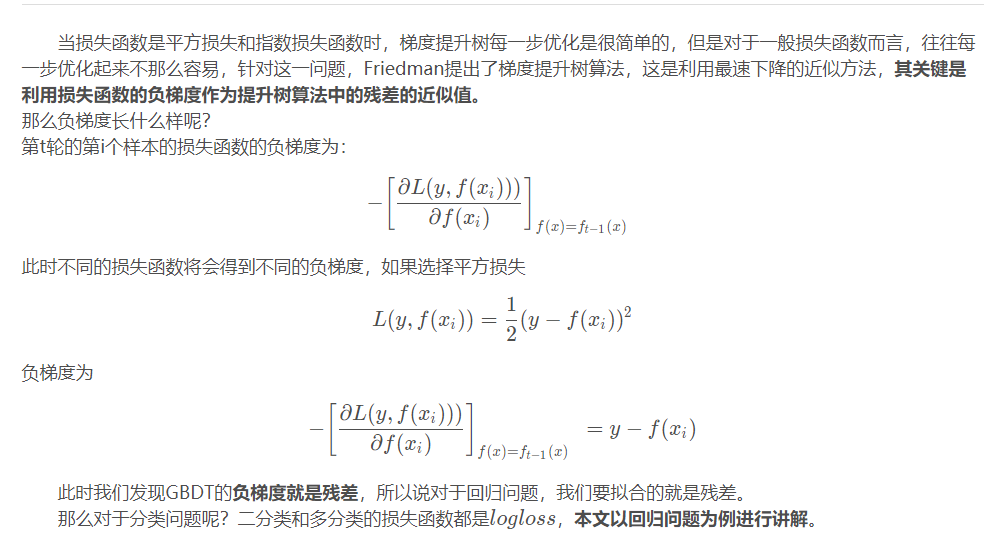 当损失函数是平方损失和指数损失函数时，梯度提升树每一步优化是很简单的，但是对于一般损失函数而言，往往每
一步优化起来不那么容易，针对这一问题，Friedman提出了梯度提升树算法，这是利用最速下降的近似方法，其关键是
利用损失函数的负梯度作为提升树算法中的残差的近似值。
那么负梯度长什么样呢？
第t轮的第i个样本的损失函数的负梯度为：
$-\left[\frac{\partial L(y, f(x_i)))}{\partial f(x_i)}\right]_{f(x)=f_{t-1}(x)}$
此时不同的损失函数将会得到不同的负梯度，如果选择平方损失
$L(y, f(x_i)) = \frac{1}{2}(y - f(x_i))^2$
负梯度为
$-\left[\frac{\partial L(y, f(x_i)))}{\partial f(x_i)}\right]_{f(x)=f_{t-1}(x)} = y - f(x_i)$
此时我们发现GBDT的负梯度就是残差，所以说对于回归问题，我们要拟合的就是残差。
那么对于分类问题呢？二分类和多分类的损失函数都是logloss，本文以回归问题为例进行讲解。